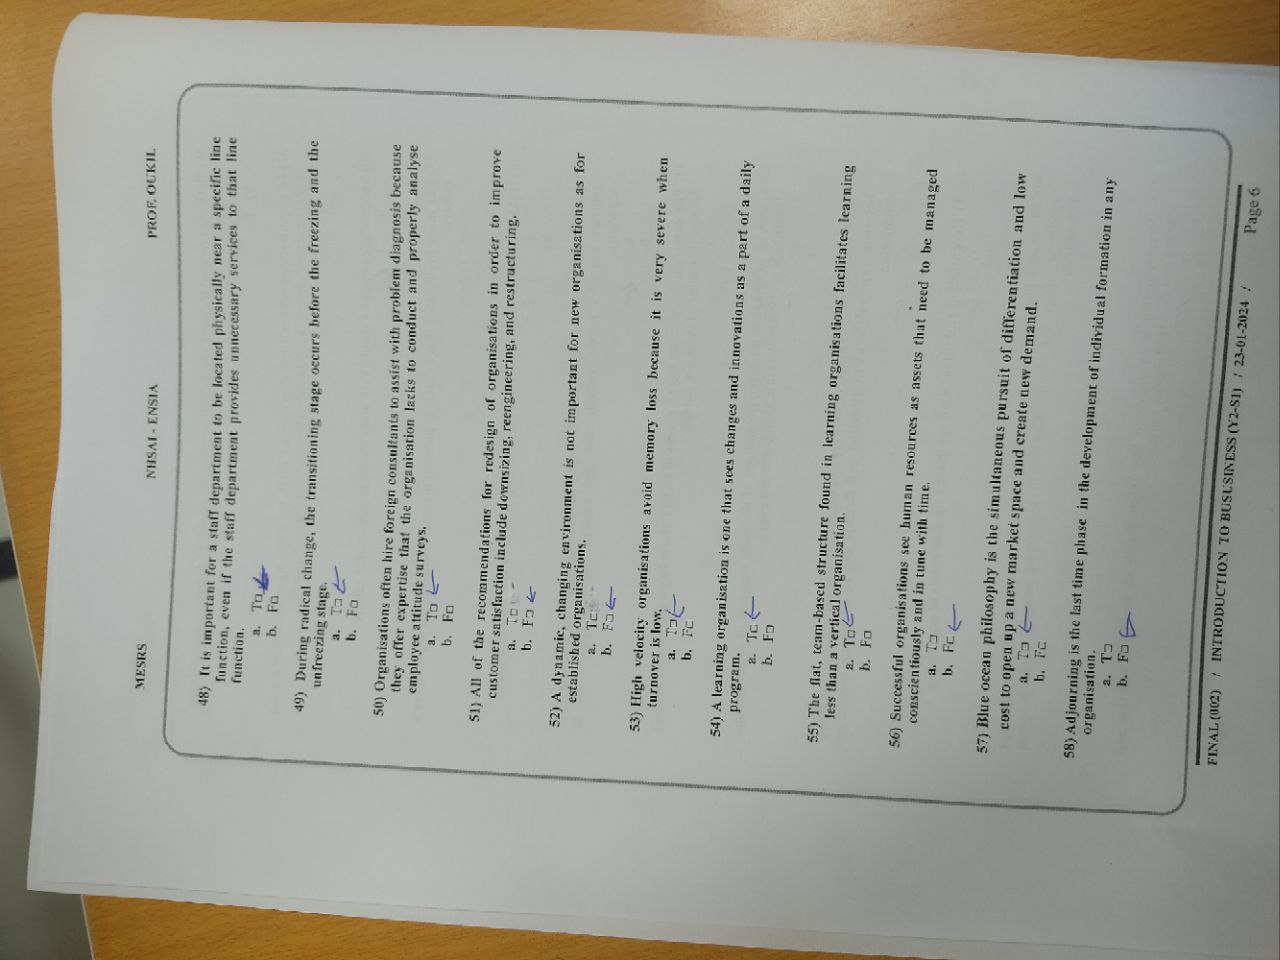 MESRS NHSAI - ENSIA PROF. OUKIL
48) It is important for a staff department to be located physically near a specific line
function, even if the staff department provides unnecessary services to that line
function.
a. T□
b. F□
49) During radical change, the transitioning stage occurs before the freezing and the
unfreezing stage.
a. T□
b. F□
50) Organisations often hire foreign consultants to assist with problem diagnosis because
they offer expertise that the organisation lacks to conduct and properly analyse
employee attitude surveys.
a. T□
b. F□
51) All of the recommendations for redesign of organisations in order to improve
customer satisfaction include downsizing, reengineering, and restructuring.
a. T□
b. F□
52) A dynamic, changing environment is not important for new organisations as for
established organisations.
a. T□
b. F□
53) High velocity organisations avoid memory loss because it is very severe when
turnover is low.
a. T□
b. F□
54) A learning organisation is one that sees changes and innovations as a part of a daily
program.
a. T□
b. F□
55) The flat, team-based structure found in learning organisations facilitates learning
less than a vertical organisation.
a. T□
b. F□
56) Successful organisations see human resources as assets that need to be managed
conscientiously and in tune with time.
a. T□
b. F□
57) Blue ocean philosophy is the simultaneous pursuit of differentiation and low
cost to open up a new market space and create new demand.
a. T□
b. F□
58) Adjourning is the last time phase in the development of individual formation in any
organisation.
a. T□
b. F□
FINAL (002) / INTRODUCTION TO BUSUSINESS (Y2-S1) / 23-01-2024 / Page 6